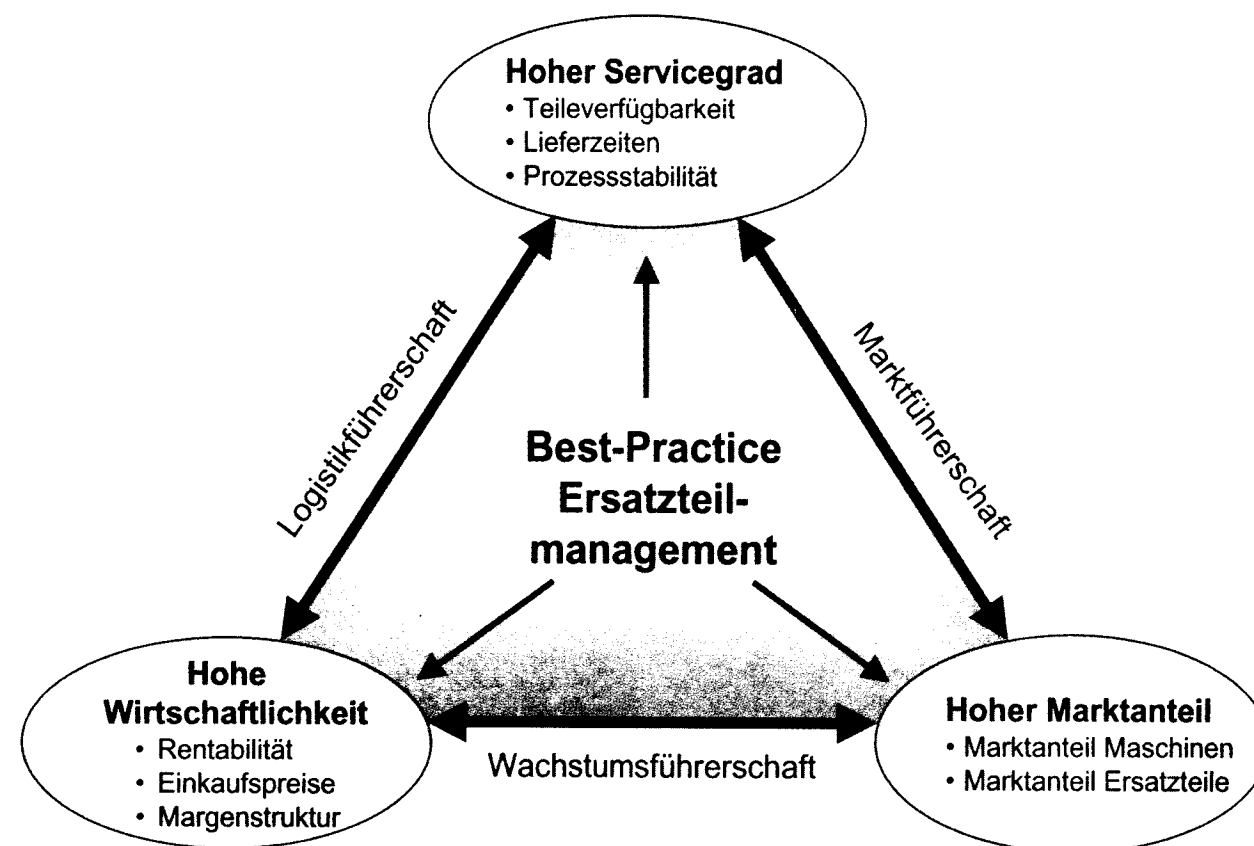 Hoher Servicegrad
• Teileverfügbarkeit
• Lieferzeiten
• Prozessstabilität
Logistikführerschaft
Marktführerschaft
Best-Practice
Ersatzteil-
management
Hohe
Wirtschaftlichkeit
• Rentabilität
• Einkaufspreise
• Margenstruktur
Wachstumsführerschaft
Hoher Marktanteil
• Marktanteil Maschinen
• Marktanteil Ersatzteile